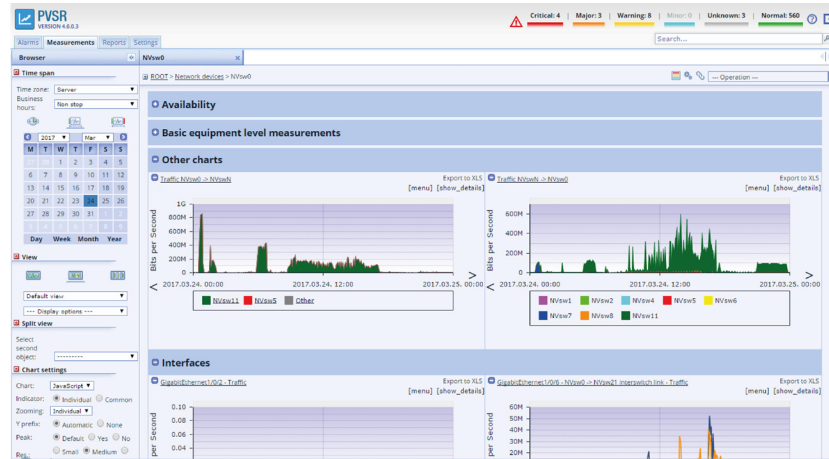 PVSR
VERSION 4.8.0.3
Critical: 4 | Major: 3 | Warning: 8 | Minor: 0 | Unknown: 3 | Normal: 560
Search...
Alarms Measurements Reports Settings
Browser
NVsw0 x
Time span
ROOT > Network devices > NVsw0
— Operation —
Time zone: Server
Business hours: Non stop
2017 Mar
M T W T F S S
27 28 1 2 3 4 5
6 7 8 9 10 11 12
13 14 15 16 17 18 19
20 21 22 23 24 25 26
27 28 29 30 31 1 2
3 4 5 6 7 8 9
Day Week Month Year
View
Default view
--- Display options ---
Split view
Select second object: ---------
Chart settings
Chart: JavaScript
Indicator: Individual Common
Zooming: Individual
Y prefix: Automatic None
Peak: Default Yes No
Res.: Small Medium
Availability
Basic equipment level measurements
Other charts
Traffic NVsw0 -> NVswN
Export to XLS
[menu] [show_details]
Bits per Second
1G
800M
600M
400M
200M
0
< 2017.03.24. 00:00 2017.03.24. 12:00 2017.03.25. 00:00 >
NVsw11 NVsw5 Other
Traffic NVswN -> NVsw0
Export to XLS
[menu] [show_details]
Bits per Second
600M
400M
200M
0
< 2017.03.24. 00:00 2017.03.24. 12:00 2017.03.25. 00:00 >
NVsw1 NVsw2 NVsw4 NVsw5 NVsw6
NVsw7 NVsw8 NVsw11
Interfaces
GigabitEthernet1/0/2 - Traffic
Export to XLS
[menu] [show_details]
per Second
0.10
0.08
0.06
0.04
GigabitEthernet1/0/6 - NVsw0 -> NVsw21 interswitch link - Traffic
Export to XLS
[menu] [show_details]
per Second
60M
50M
40M
30M
20M